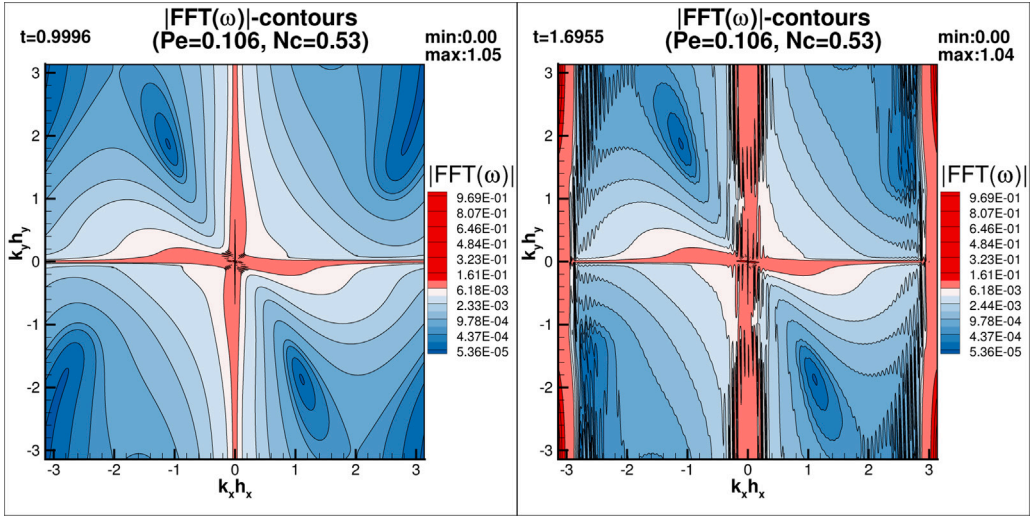 |FFT(ω)|-contours
(Pe=0.106, Nc=0.53)
t=0.9996
min:0.00
max:1.05
3
2
1
0
-1
-2
-3
k_yh_y
-3
-2
-1
0
1
2
3
k_xh_x
|FFT(ω)|
9.69E-01
8.07E-01
6.46E-01
4.84E-01
3.23E-01
1.61E-01
6.18E-03
2.33E-03
9.78E-04
4.37E-04
5.36E-05
|FFT(ω)|-contours
(Pe=0.106, Nc=0.53)
t=1.6955
min:0.00
max:1.04
3
2
1
0
-1
-2
-3
k_yh_y
-3
-2
-1
0
1
2
3
k_xh_x
|FFT(ω)|
9.69E-01
8.07E-01
6.46E-01
4.84E-01
3.23E-01
1.61E-01
6.18E-03
2.44E-03
9.78E-04
4.37E-04
5.36E-05